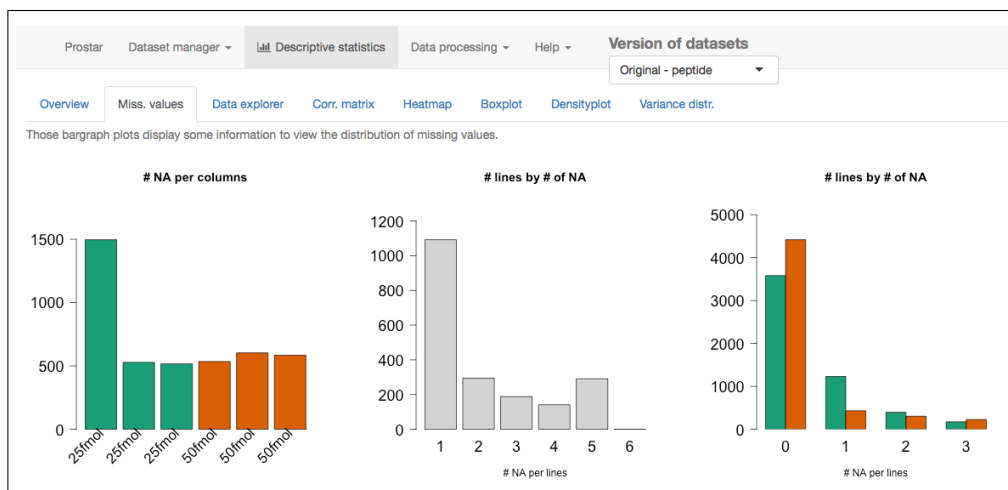 Prostar Dataset manager Descriptive statistics Data processing Help Version of datasets
Original - peptide
Overview Miss. values Data explorer Corr. matrix Heatmap Boxplot Densityplot Variance distr.
Those bargraph plots display some information to view the distribution of missing values.
# NA per columns
1500
1000
500
0
25fmol 25fmol 25fmol 50fmol 50fmol 50fmol
# lines by # of NA
1200
1000
800
600
400
200
0
1 2 3 4 5 6
# NA per lines
# lines by # of NA
5000
4000
3000
2000
1000
0
0 1 2 3
# NA per lines